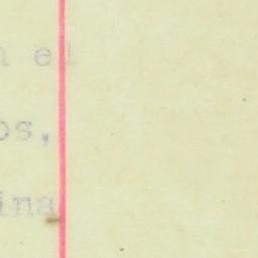 n el
os,
ina